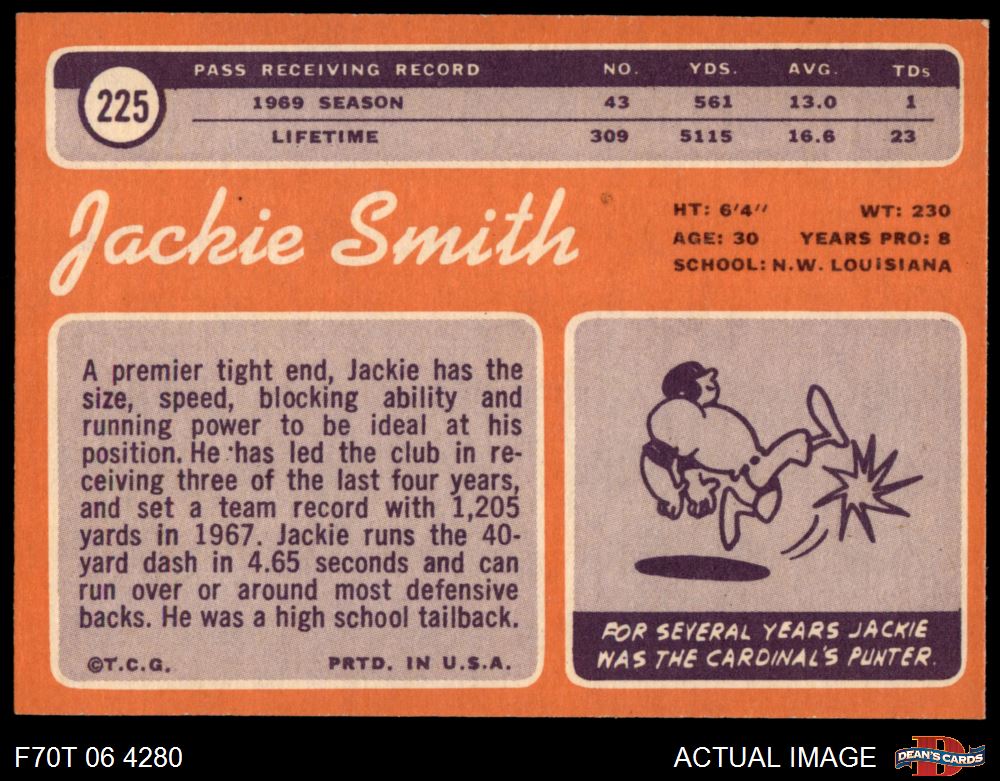 225
PASS RECEIVING RECORD NO. YDS. AVG. TDs
1969 SEASON 43 561 13.0 1
LIFETIME 309 5115 16.6 23
Jackie Smith
HT: 6'4" WT: 230
AGE: 30 YEARS PRO: 8
SCHOOL: N.W. LOUISIANA
A premier tight end, Jackie has the
size, speed, blocking ability and
running power to be ideal at his
position. He has led the club in re-
ceiving three of the last four years,
and set a team record with 1,205
yards in 1967. Jackie runs the 40-
yard dash in 4.65 seconds and can
run over or around most defensive
backs. He was a high school tailback.
©T.C.G. PRTD. IN U.S.A.
FOR SEVERAL YEARS JACKIE
WAS THE CARDINAL'S PUNTER.
F70T 06 4280
ACTUAL IMAGE
DEAN'S CARDS